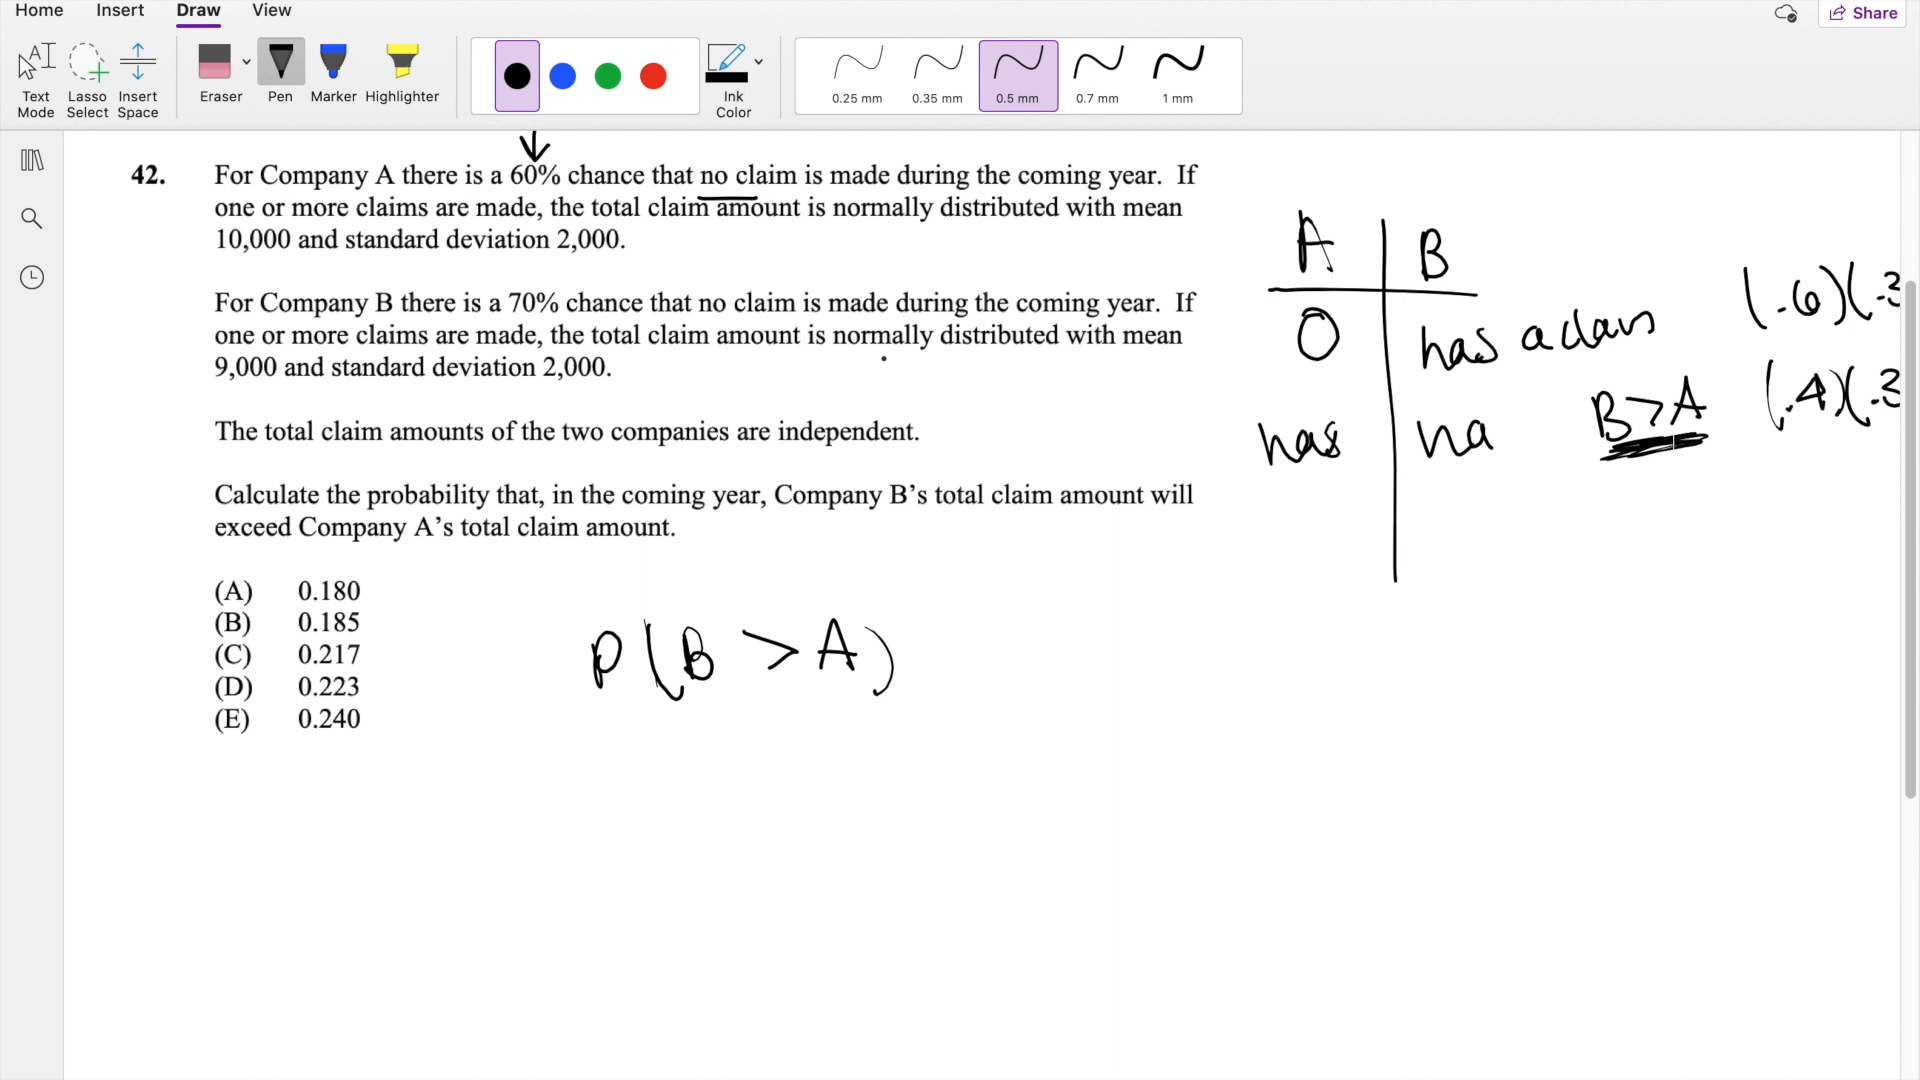 Home Insert Draw View Share
Text Mode Lasso Select Insert Space Eraser Pen Marker Highlighter Ink Color 0.25 mm 0.35 mm 0.5 mm 0.7 mm 1 mm
42. For Company A there is a 60% chance that no claim is made during the coming year. If
one or more claims are made, the total claim amount is normally distributed with mean
10,000 and standard deviation 2,000.
For Company B there is a 70% chance that no claim is made during the coming year. If
one or more claims are made, the total claim amount is normally distributed with mean
9,000 and standard deviation 2,000.
The total claim amounts of the two companies are independent.
Calculate the probability that, in the coming year, Company B’s total claim amount will
exceed Company A’s total claim amount.
(A) 0.180
(B) 0.185
(C) 0.217
(D) 0.223
(E) 0.240
P(B > A)
A B
0 has a (.6)(.3
has ha B>A (.4)(.3